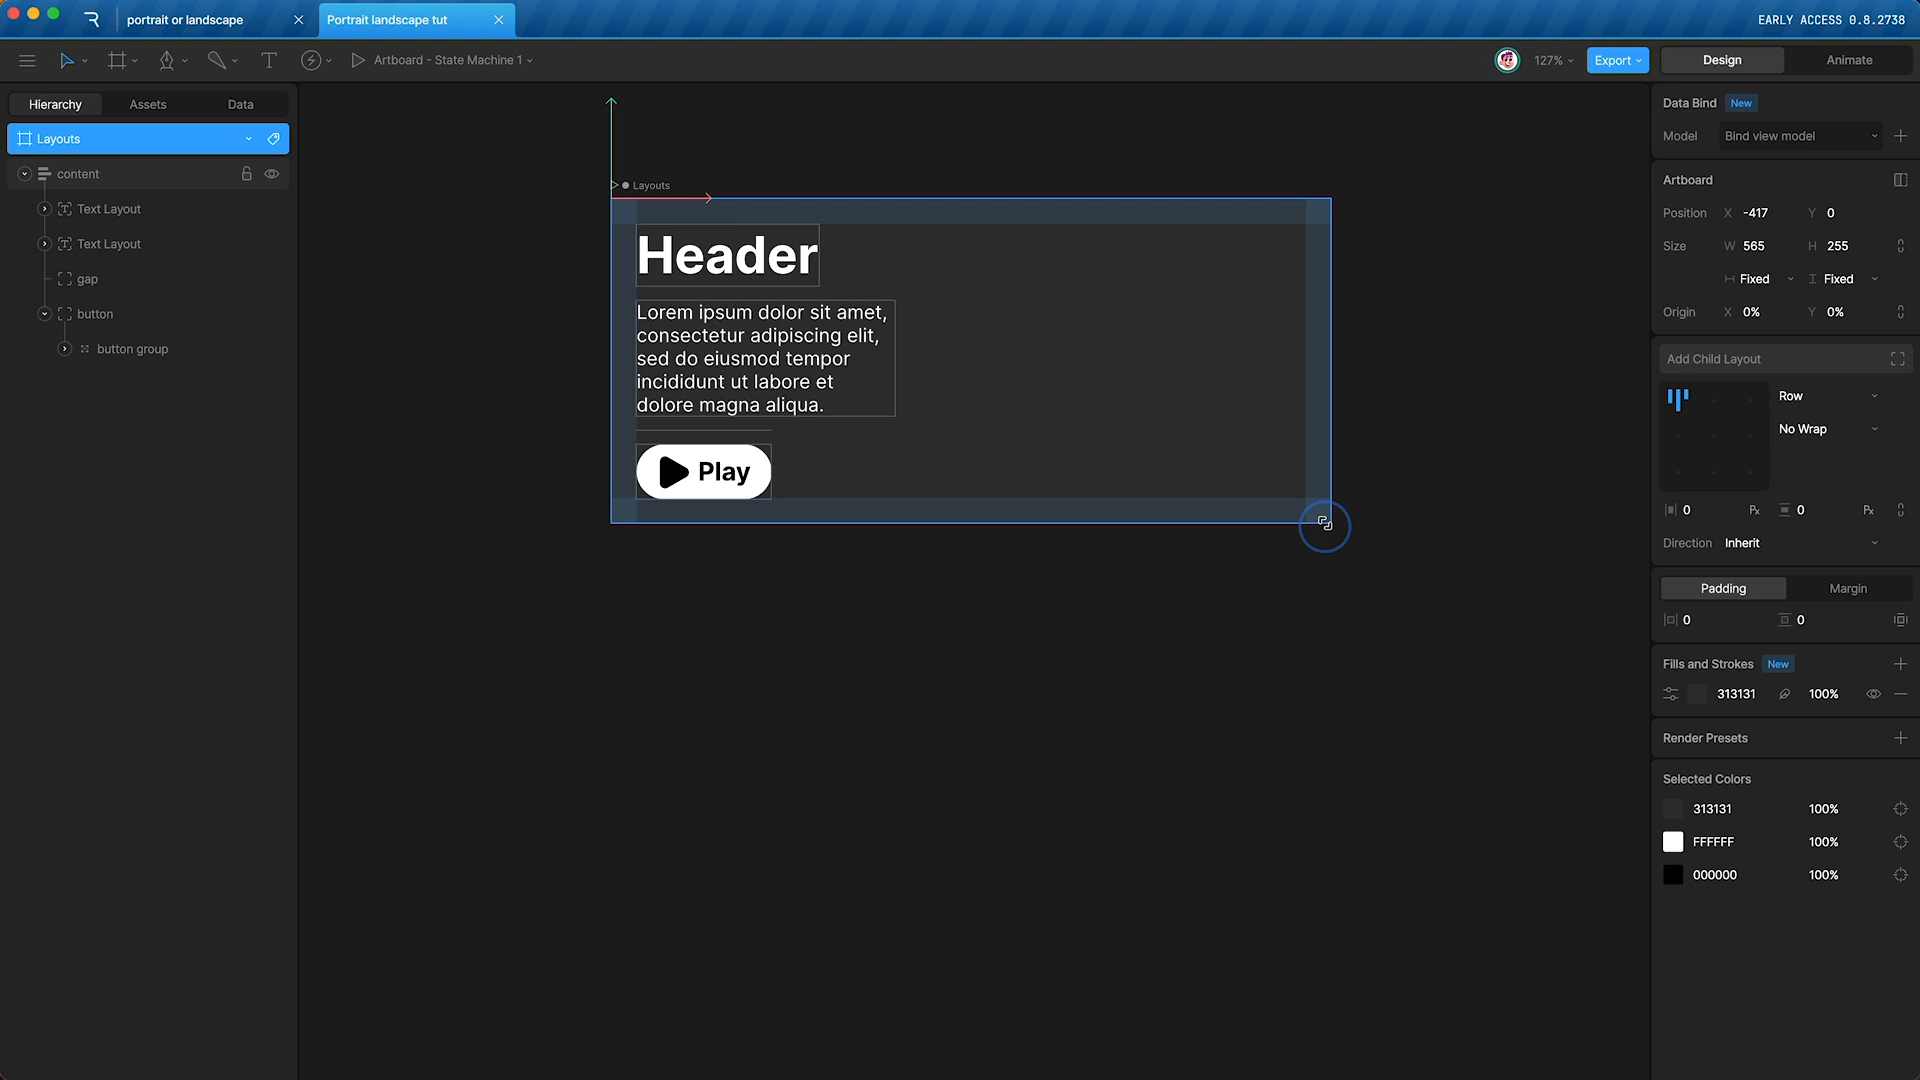 portrait or landscape
Portrait landscape tut
EARLY ACCESS 0.8.2738
Artboard - State Machine 1
127%
Export
Design
Animate
Hierarchy
Assets
Data
Layouts
content
Text Layout
Text Layout
gap
button
button group
Layouts
Header
Lorem ipsum dolor sit amet,
consectetur adipiscing elit,
sed do eiusmod tempor
incididunt ut labore et
dolore magna aliqua.
Play
Data Bind New
Model Bind view model
Artboard
Position X -417 Y 0
Size W 565 H 255
Fixed Fixed
Origin X 0% Y 0%
Add Child Layout
Row
No Wrap
0 Px 0 Px
Direction Inherit
Padding Margin
0 0
Fills and Strokes New
313131 100%
Render Presets
Selected Colors
313131 100%
FFFFFF 100%
000000 100%